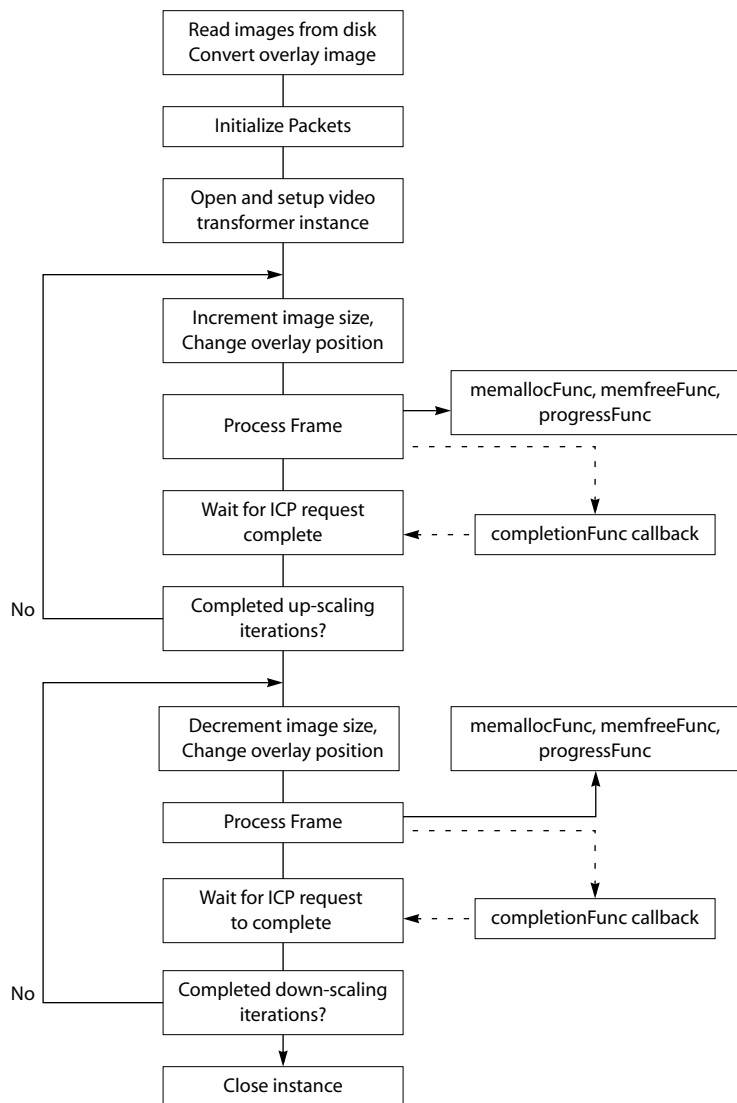 Read images from disk
Convert overlay image
Initialize Packets
Open and setup video
transformer instance
Increment image size,
Change overlay position
memallocFunc, memfreeFunc,
progressFunc
Process Frame
Wait for ICP request
complete
completionFunc callback
No
Completed up-scaling
iterations?
Decrement image size,
Change overlay position
memallocFunc, memfreeFunc,
progressFunc
Process Frame
Wait for ICP request
to complete
completionFunc callback
No
Completed down-scaling
iterations?
Close instance